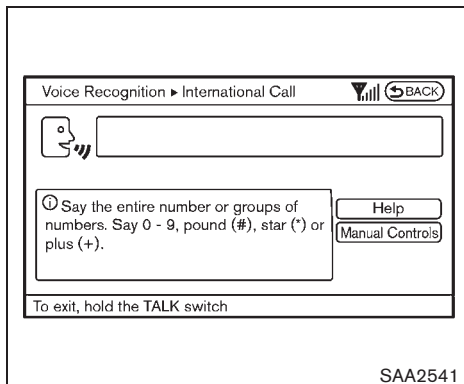 Voice Recognition ▸ International Call
BACK
ⓘ Say the entire number or groups of
numbers. Say 0 - 9, pound (#), star (*) or
plus (+).
Help
Manual Controls
To exit, hold the TALK switch
SAA2541